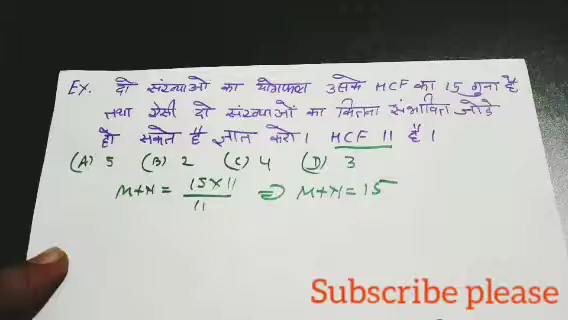 Ex. दो संख्याओं का योगफल उसके HCF का 15 गुना है
तथा ऐसी दो संख्याओं का कितना संभावित जोड़े
हो सकते है ज्ञात करो। HCF 11 है।
(A) 5 (B) 2 (C) 4 (D) 3
M+N = 15×11 / 11 ⇒ M+N=15
Subscribe please